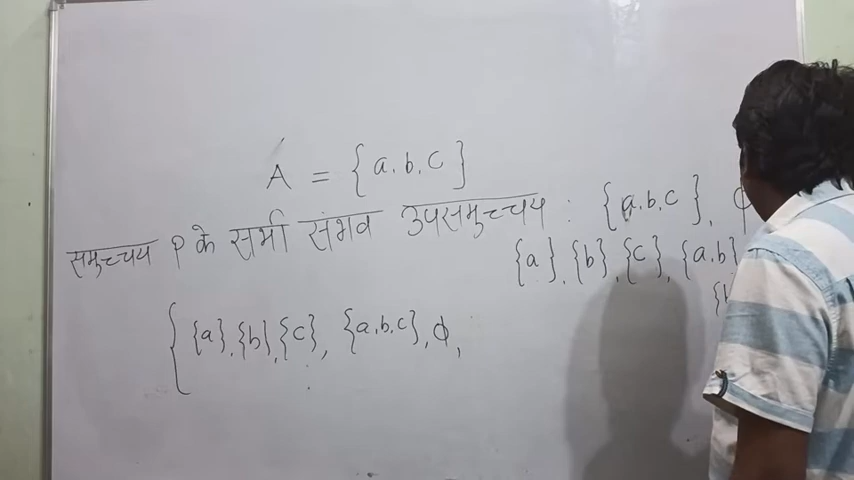 A = {a, b, c}
समुच्चय P के सभी संभव उपसमुच्चय : {a, b, c}, ϕ
{a}, {b}, {c}, {a, b}
{{a}, {b}, {c}, {a, b, c}, ϕ,